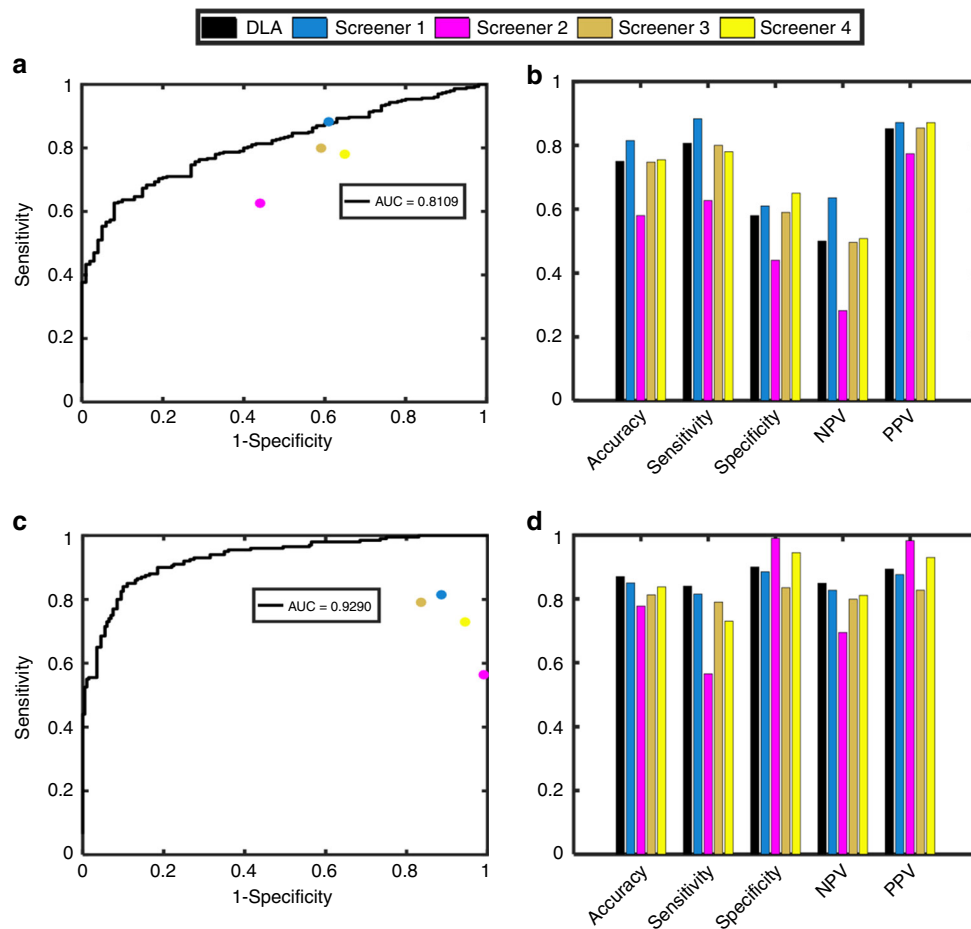 DLA Screener 1 Screener 2 Screener 3 Screener 4
a
1
0.8
0.6
0.4
0.2
0
Sensitivity
AUC = 0.8109
0 0.2 0.4 0.6 0.8 1
1-Specificity
b
1
0.8
0.6
0.4
0.2
0
Accuracy
Sensitivity
Specificity
NPV
PPV
c
1
0.8
0.6
0.4
0.2
0
Sensitivity
AUC = 0.9290
0 0.2 0.4 0.6 0.8 1
1-Specificity
d
1
0.8
0.6
0.4
0.2
0
Accuracy
Sensitivity
Specificity
NPV
PPV